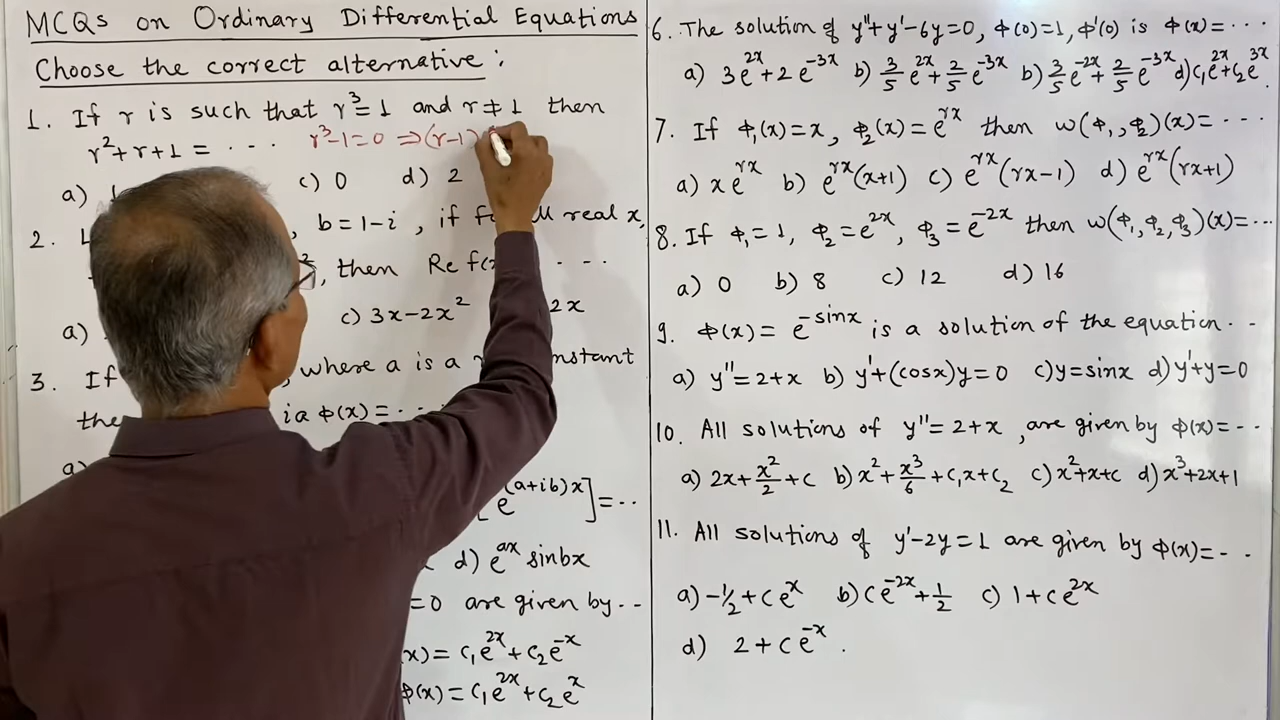 MCQs on Ordinary Differential Equations
Choose the correct alternative :
1. If r is such that r³=1 and r≠1 then
r²+r+1 = ---   r³-1=0 ⇒(r-1)
a)   c) 0   d) 2
2.   , b=1-i , if real x,
, then Re f(x) ---
a)   c) 3x-2x²   2x
3. If   , where a is a   constant
the   ia φ(x)=---
a)
e^(a+ib)x]=---
d) e^ax sinbx
=0 are given by --
(x)= c₁e^2x+c₂e^-x
φ(x)=c₁e^2x+c₂e^x
6. The solution of y''+y'-6y=0, φ(0)=1, φ'(0) is φ(x)=---
a) 3e^2x+2e^-3x b) 3/5 e^2x+2/5 e^-3x b) 3/5 e^-2x+2/5 e^-3x d) c₁e^2x+c₂e^3x.
7. If φ₁(x)=x, φ₂(x)=e^rx then w(φ₁,φ₂)(x)=---
a) xe^rx b) e^rx(x+1) c) e^rx(rx-1) d) e^rx(rx+1)
8. If φ₁=1, φ₂=e^2x, φ₃=e^-2x then w(φ₁,φ₂,φ₃)(x)=---
a) 0 b) 8 c) 12 d) 16
9. φ(x)= e^-sinx is a solution of the equation--
a) y''=2+x b) y'+(cosx)y=0 c) y=sinx d) y'+y=0
10. All solutions of y''=2+x, are given by φ(x)=--
a) 2x+x²/2+c b) x²+x³/6+c₁x+c₂ c) x²+x+c d) x³+2x+1
11. All solutions of y'-2y=1 are given by φ(x)=--
a) -1/2+ce^x b) ce^-2x+1/2 c) 1+ce^2x
d) 2+ce^-x.